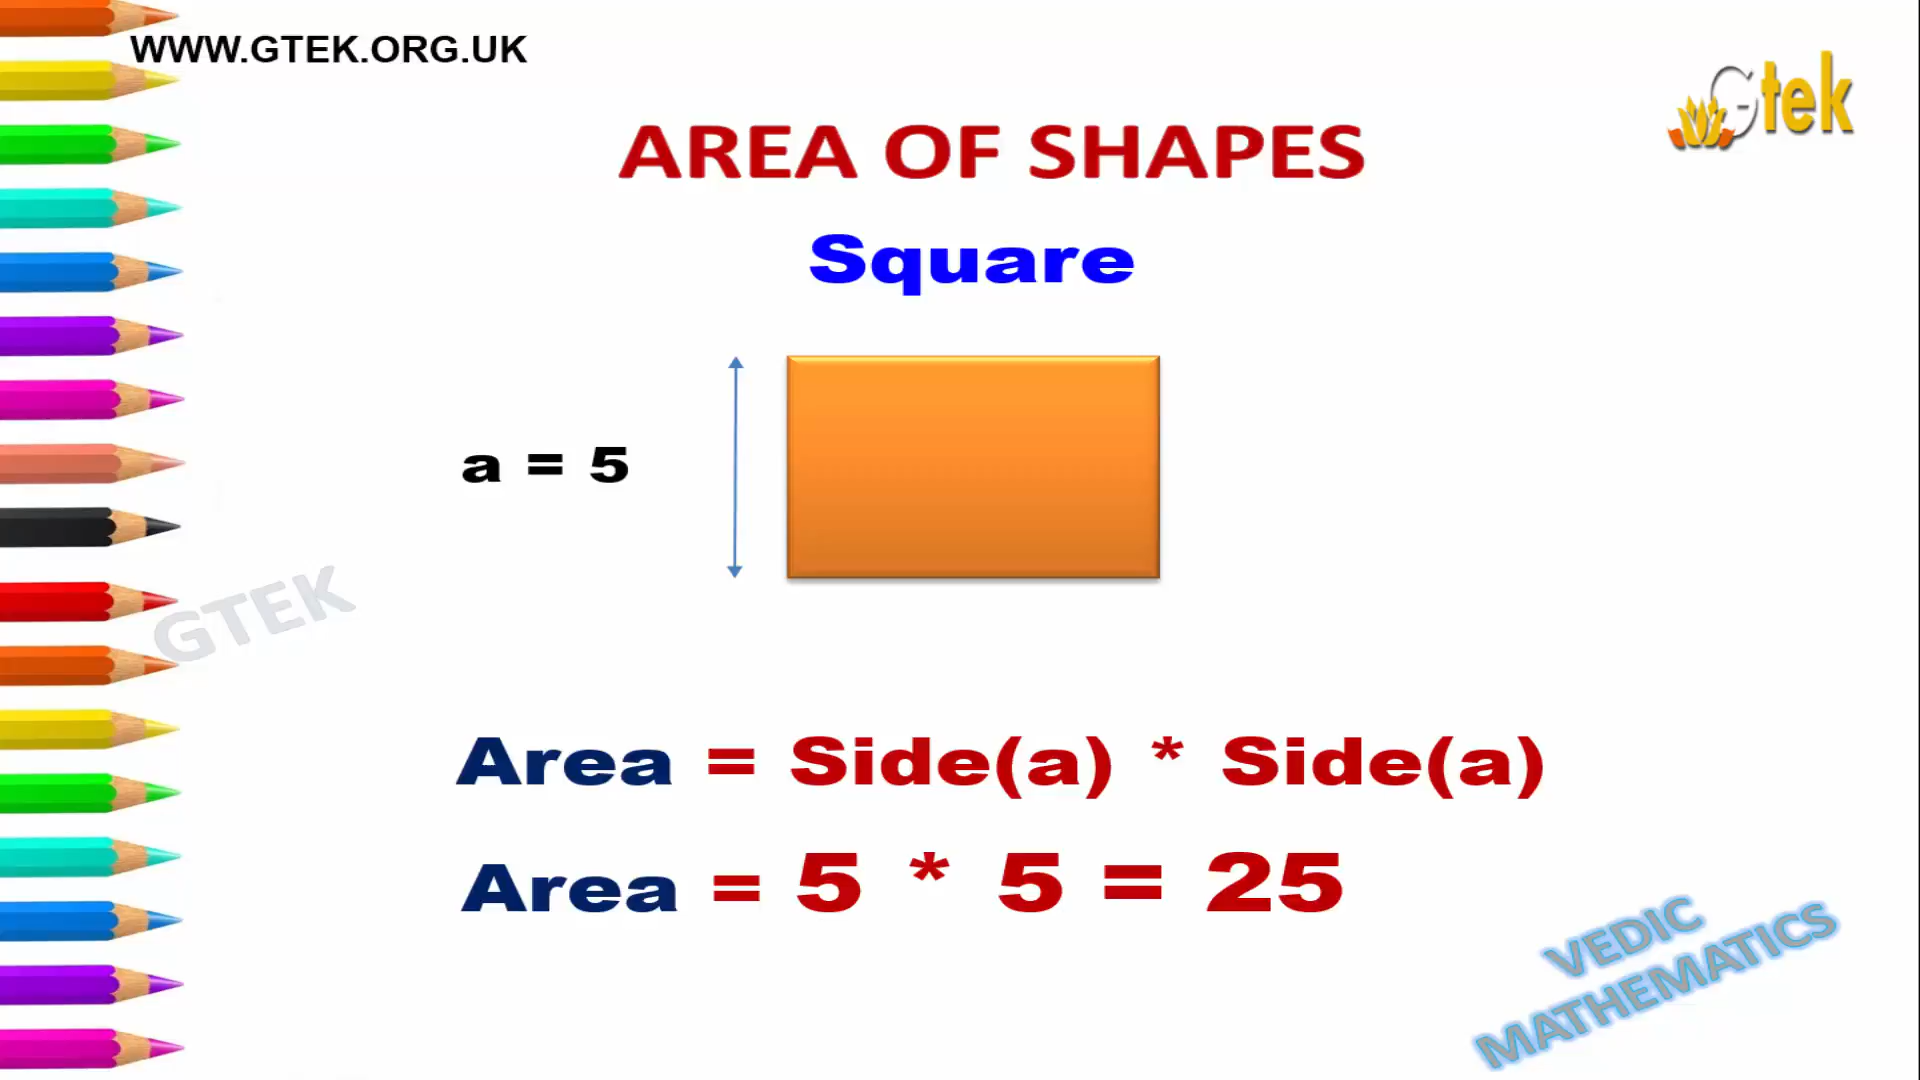 WWW.GTEK.ORG.UK
Gtek
AREA OF SHAPES
Square
a = 5
GTEK
Area = Side(a) * Side(a)
Area = 5 * 5 = 25
VEDIC
MATHEMATICS